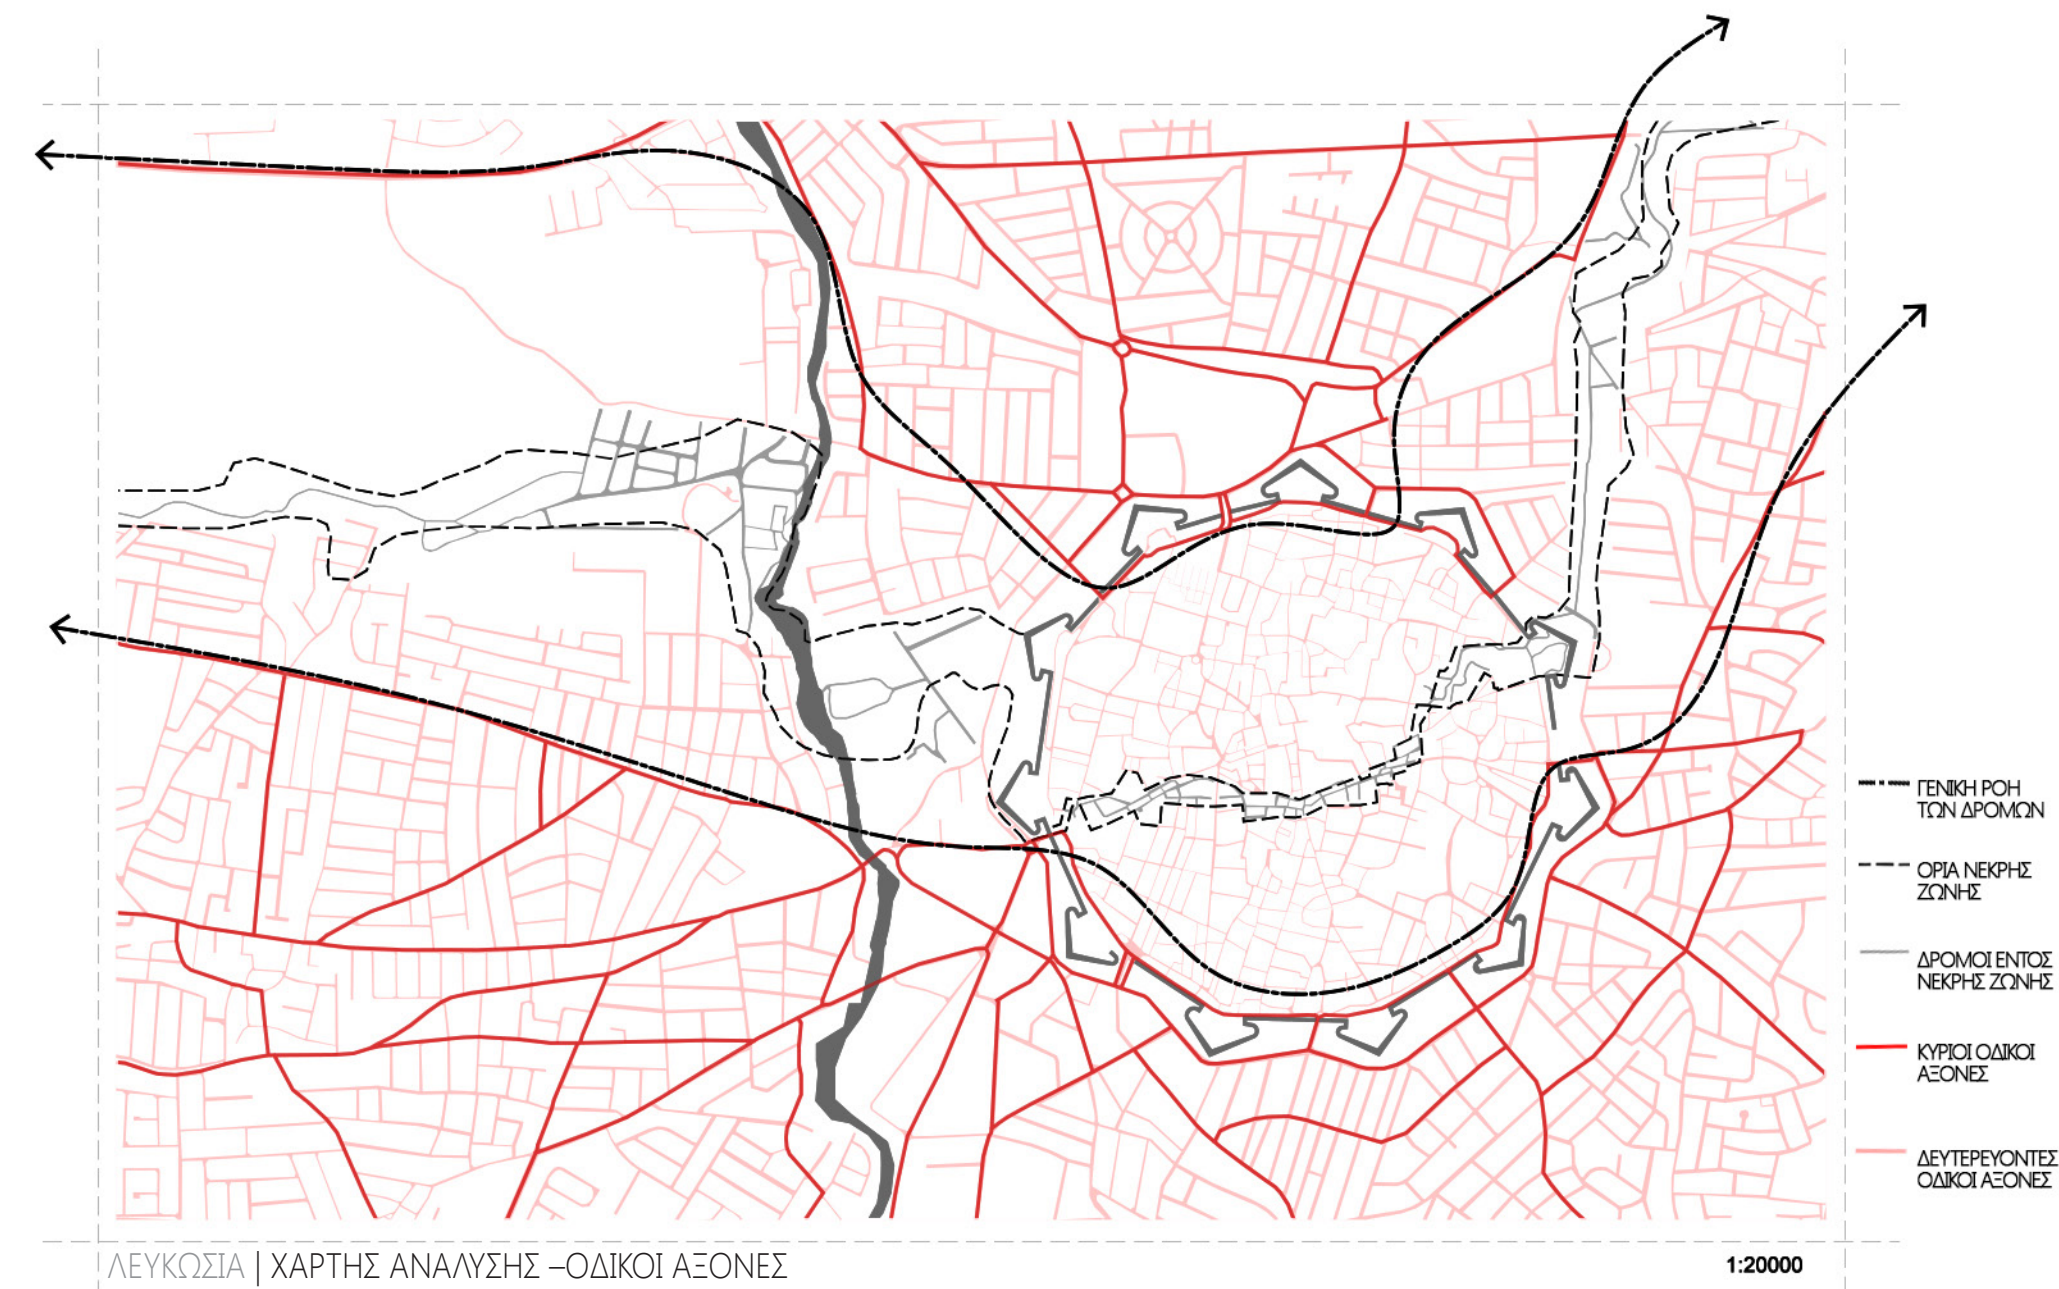 ΓΕΝΙΚΗ ΡΟΗ
ΤΩΝ ΔΡΟΜΩΝ
ΟΡΙΑ ΝΕΚΡΗΣ
ΖΩΝΗΣ
ΔΡΟΜΟΙ ΕΝΤΟΣ
ΝΕΚΡΗΣ ΖΩΝΗΣ
ΚΥΡΙΟΙ ΟΔΙΚΟΙ
ΑΞΟΝΕΣ
ΔΕΥΤΕΡΕΥΟΝΤΕΣ
ΟΔΙΚΟΙ ΑΞΟΝΕΣ
ΛΕΥΚΩΣΙΑ | ΧΑΡΤΗΣ ΑΝΑΛΥΣΗΣ –ΟΔΙΚΟΙ ΑΞΟΝΕΣ
1:20000